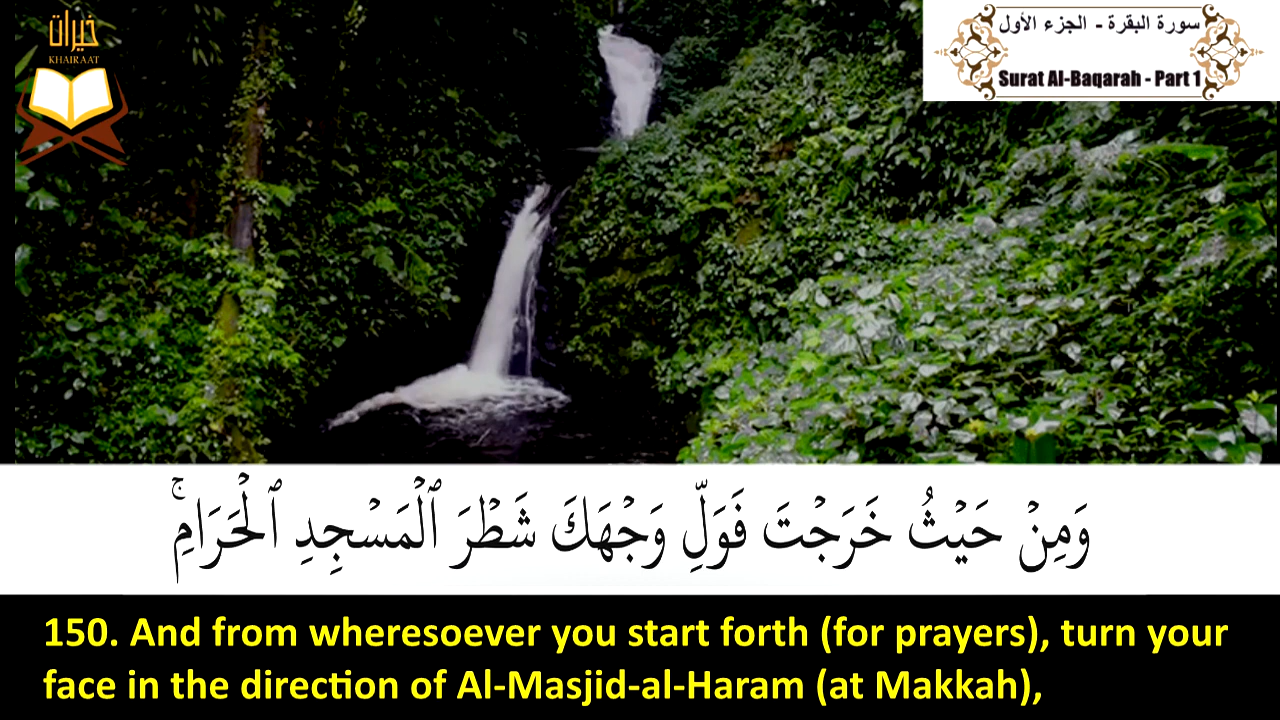 خيرات
KHAIRAAT
سورة البقرة - الجزء الأول
Surat Al-Baqarah - Part 1
وَمِنْ حَيْثُ خَرَجْتَ فَوَلِّ وَجْهَكَ شَطْرَ ٱلْمَسْجِدِ ٱلْحَرَامِۚ
150. And from wheresoever you start forth (for prayers), turn your
face in the direction of Al-Masjid-al-Haram (at Makkah),